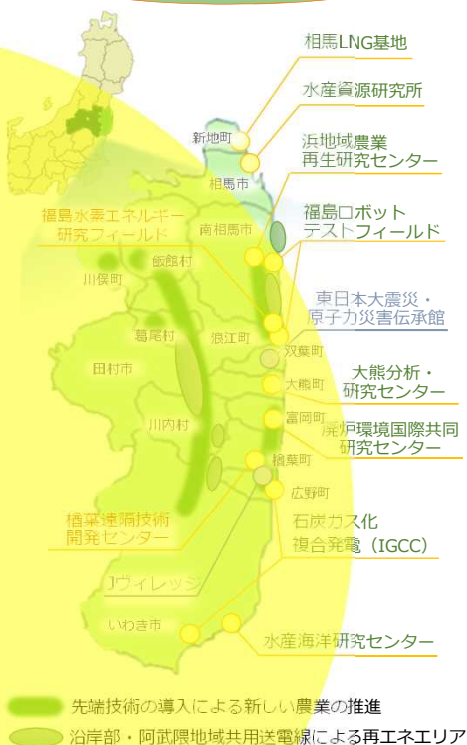 相馬LNG基地
水産資源研究所
新地町
浜地域農業
再生研究センター
相馬市
福島水素エネルギー
研究フィールド
南相馬市
福島ロボット
テストフィールド
飯館村
川俣町
東日本大震災・
原子力災害伝承館
葛尾村
浪江町
双葉町
田村市
大熊町
大熊分析・
研究センター
川内村
富岡町
廃炉環境国際共同
研究センター
楢葉町
広野町
楢葉遠隔技術
開発センター
石炭ガス化
複合発電（IGCC）
Jヴィレッジ
いわき市
水産海洋研究センター
先端技術の導入による新しい農業の推進
沿岸部・阿武隈地域共用送電線による再エネエリア